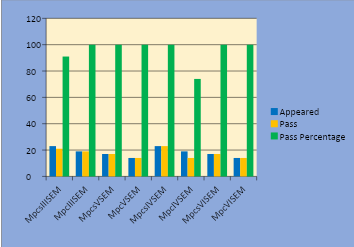 120
100
80
60
40
20
0
MpcsIIISEM
MpcIIISEM
MpcsVSEM
MpcVSEM
MpcsIVSEM
MpcIVSEM
MpcsVISEM
MpcVISEM
Appeared
Pass
Pass Percentage